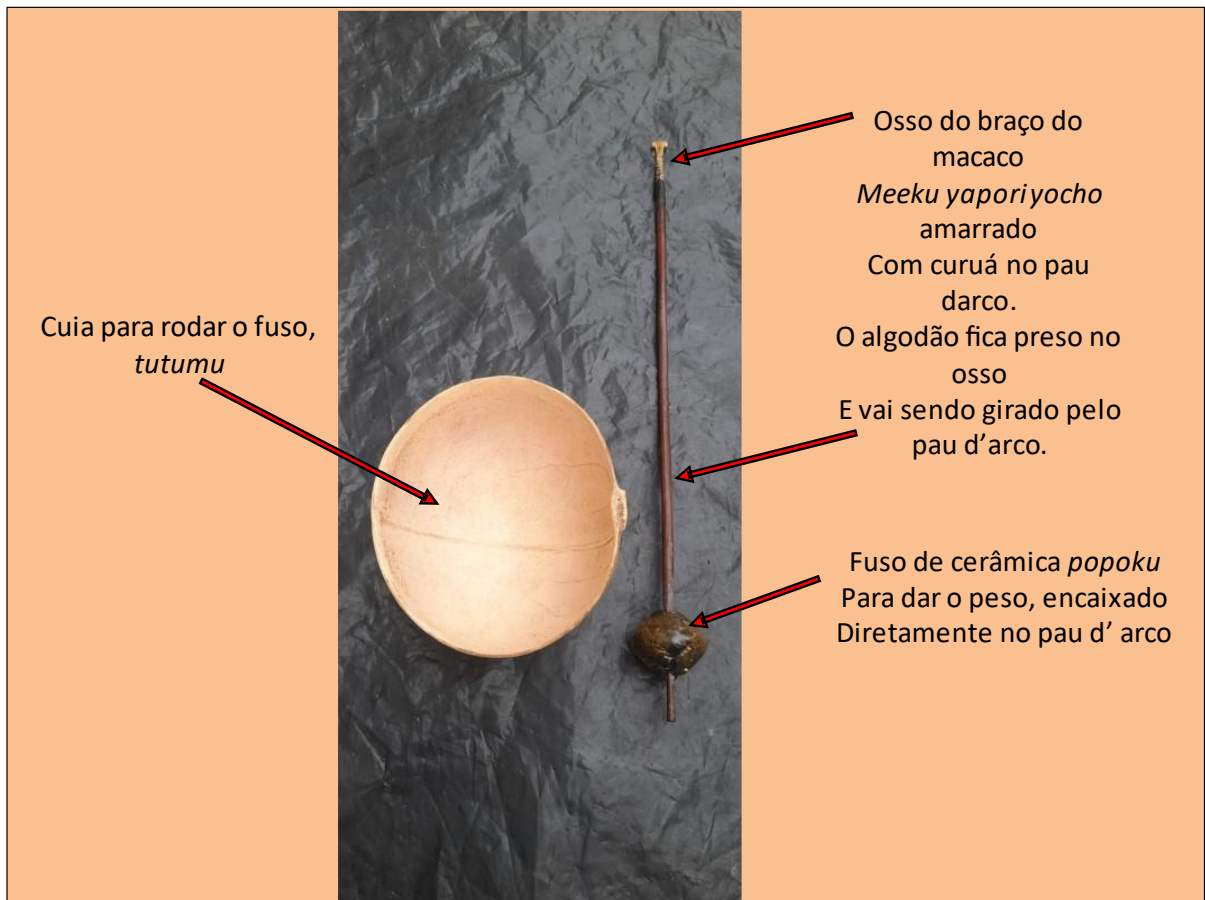 Cuia para rodar o fuso,
tutumu
Osso do braço do
macaco
Meeku yapori yocho
amarrado
Com curuá no pau
darco.
O algodão fica preso no
osso
E vai sendo girado pelo
pau d’arco.
Fuso de cerâmica popoku
Para dar o peso, encaixado
Diretamente no pau d’ arco